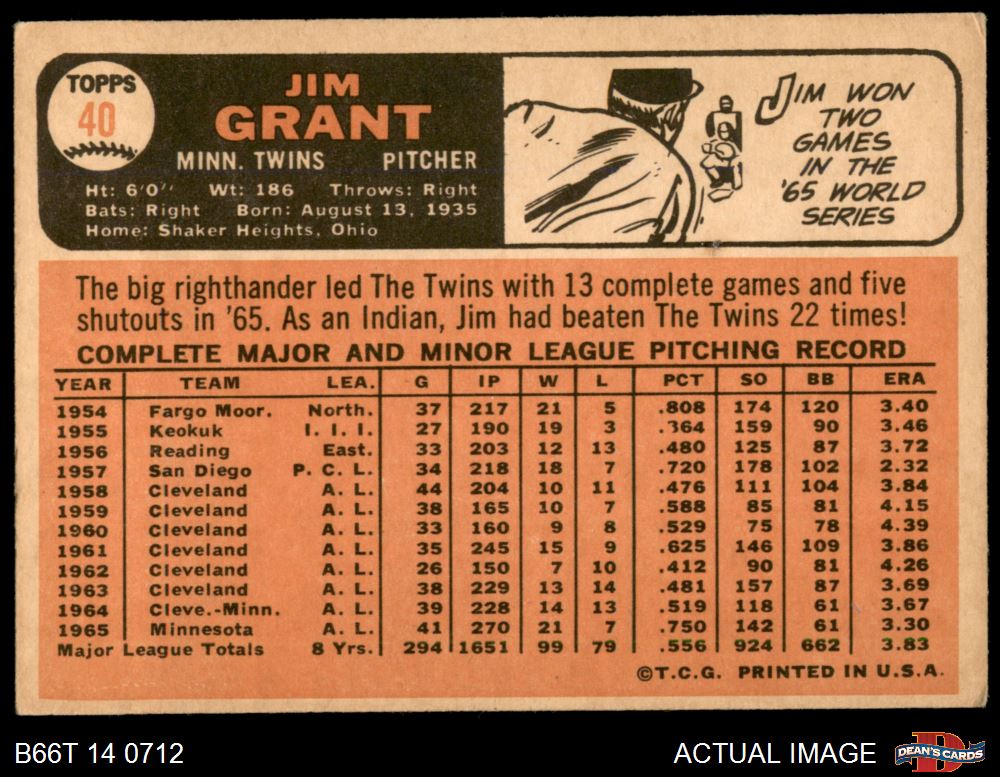 TOPPS
40
JIM
GRANT
MINN. TWINS PITCHER
Ht: 6'0" Wt: 186 Throws: Right
Bats: Right Born: August 13, 1935
Home: Shaker Heights, Ohio
JIM WON
TWO
GAMES
IN THE
'65 WORLD
SERIES
The big righthander led The Twins with 13 complete games and five
shutouts in '65. As an Indian, Jim had beaten The Twins 22 times!
COMPLETE MAJOR AND MINOR LEAGUE PITCHING RECORD
YEAR TEAM LEA. G IP W L PCT SO BB ERA
1954 Fargo Moor. North. 37 217 21 5 .808 174 120 3.40
1955 Keokuk I. I. I. 27 190 19 3 .364 159 90 3.46
1956 Reading East. 33 203 12 13 .480 125 87 3.72
1957 San Diego P. C. L. 34 218 18 7 .720 178 102 2.32
1958 Cleveland A. L. 44 204 10 11 .476 111 104 3.84
1959 Cleveland A. L. 38 165 10 7 .588 85 81 4.15
1960 Cleveland A. L. 33 160 9 8 .529 75 78 4.39
1961 Cleveland A. L. 35 245 15 9 .625 146 109 3.86
1962 Cleveland A. L. 26 150 7 10 .412 90 81 4.26
1963 Cleveland A. L. 38 229 13 14 .481 157 87 3.69
1964 Cleve.-Minn. A. L. 39 228 14 13 .519 118 61 3.67
1965 Minnesota A. L. 41 270 21 7 .750 142 61 3.30
Major League Totals 8 Yrs. 294 1651 99 79 .556 924 662 3.83
©T.C.G. PRINTED IN U.S.A.
B66T 14 0712 ACTUAL IMAGE DEAN'S CARDS